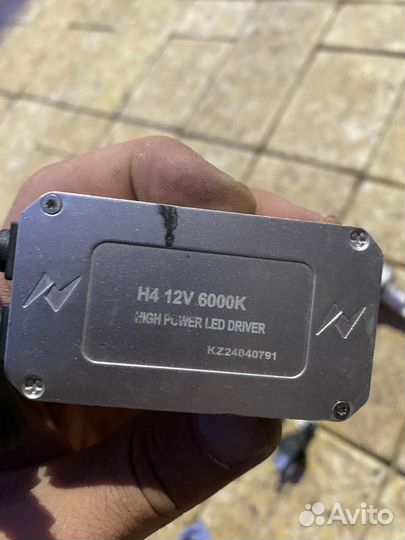 H4 12V 6000K
HIGH POWER LED DRIVER
KZ24040791
Avito